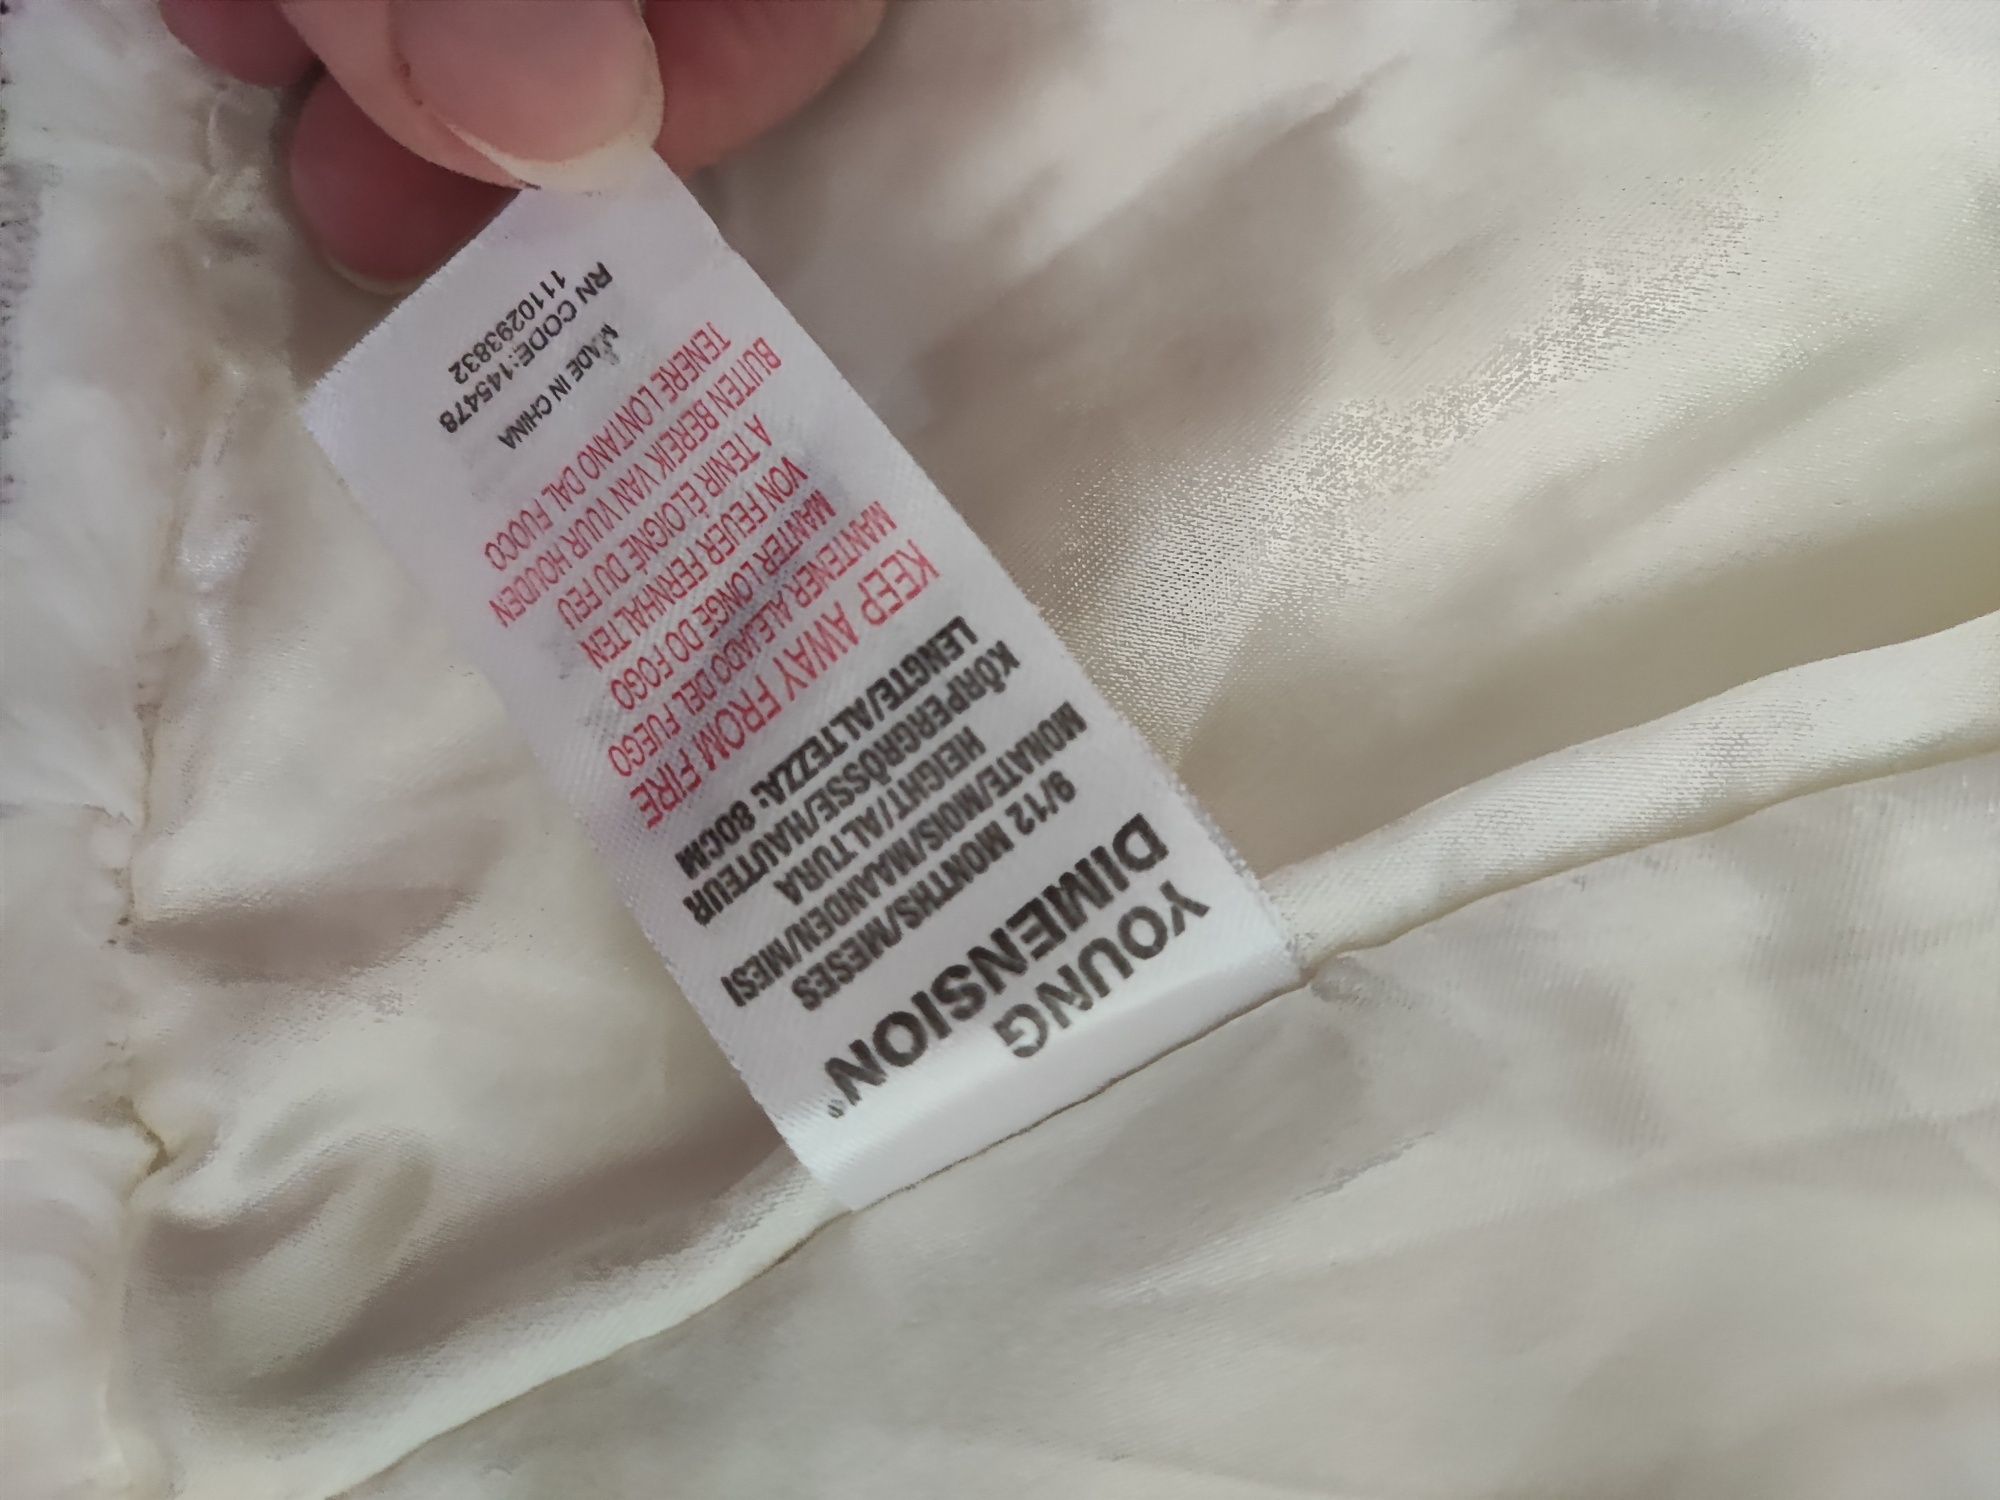 YOUNG
DIMENSION
9/12 MONTHS/MESES
MONATE/MOIS/MAANDEN/MESI
HEIGHT/ALTURA
KÖRPERGRÖSSE/HAUTEUR
LENGTE/ALTEZZA: 80CM
KEEP AWAY FROM FIRE
MANTENER ALEJADO DEL FUEGO
MANTER LONGE DO FOGO
VON FEUER FERNHALTEN
A TENIR ÉLOIGNE DU FEU
BUITEN BEREIK VAN VUUR HOUDEN
TENERE LONTANO DAL FUOCO
MADE IN CHINA
RN CODE:145478
1110293832